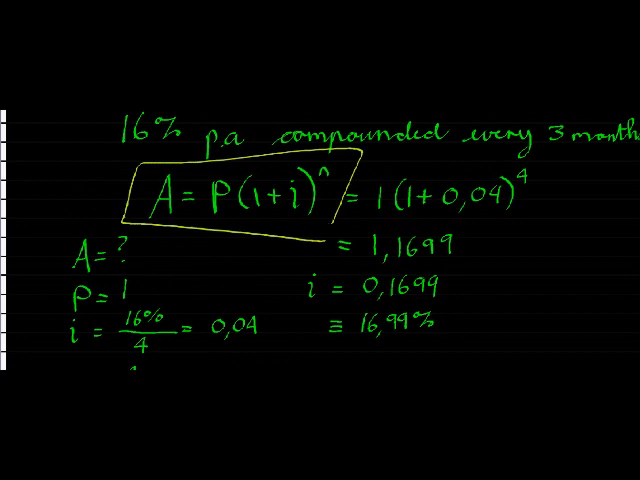 16% p.a compounded every 3 month
A = P(1+i)^n = 1(1+0,04)^4
= 1,1699
A = ?
P = 1
i = 0,1699
i = 16%/4 = 0,04
≡ 16,99%